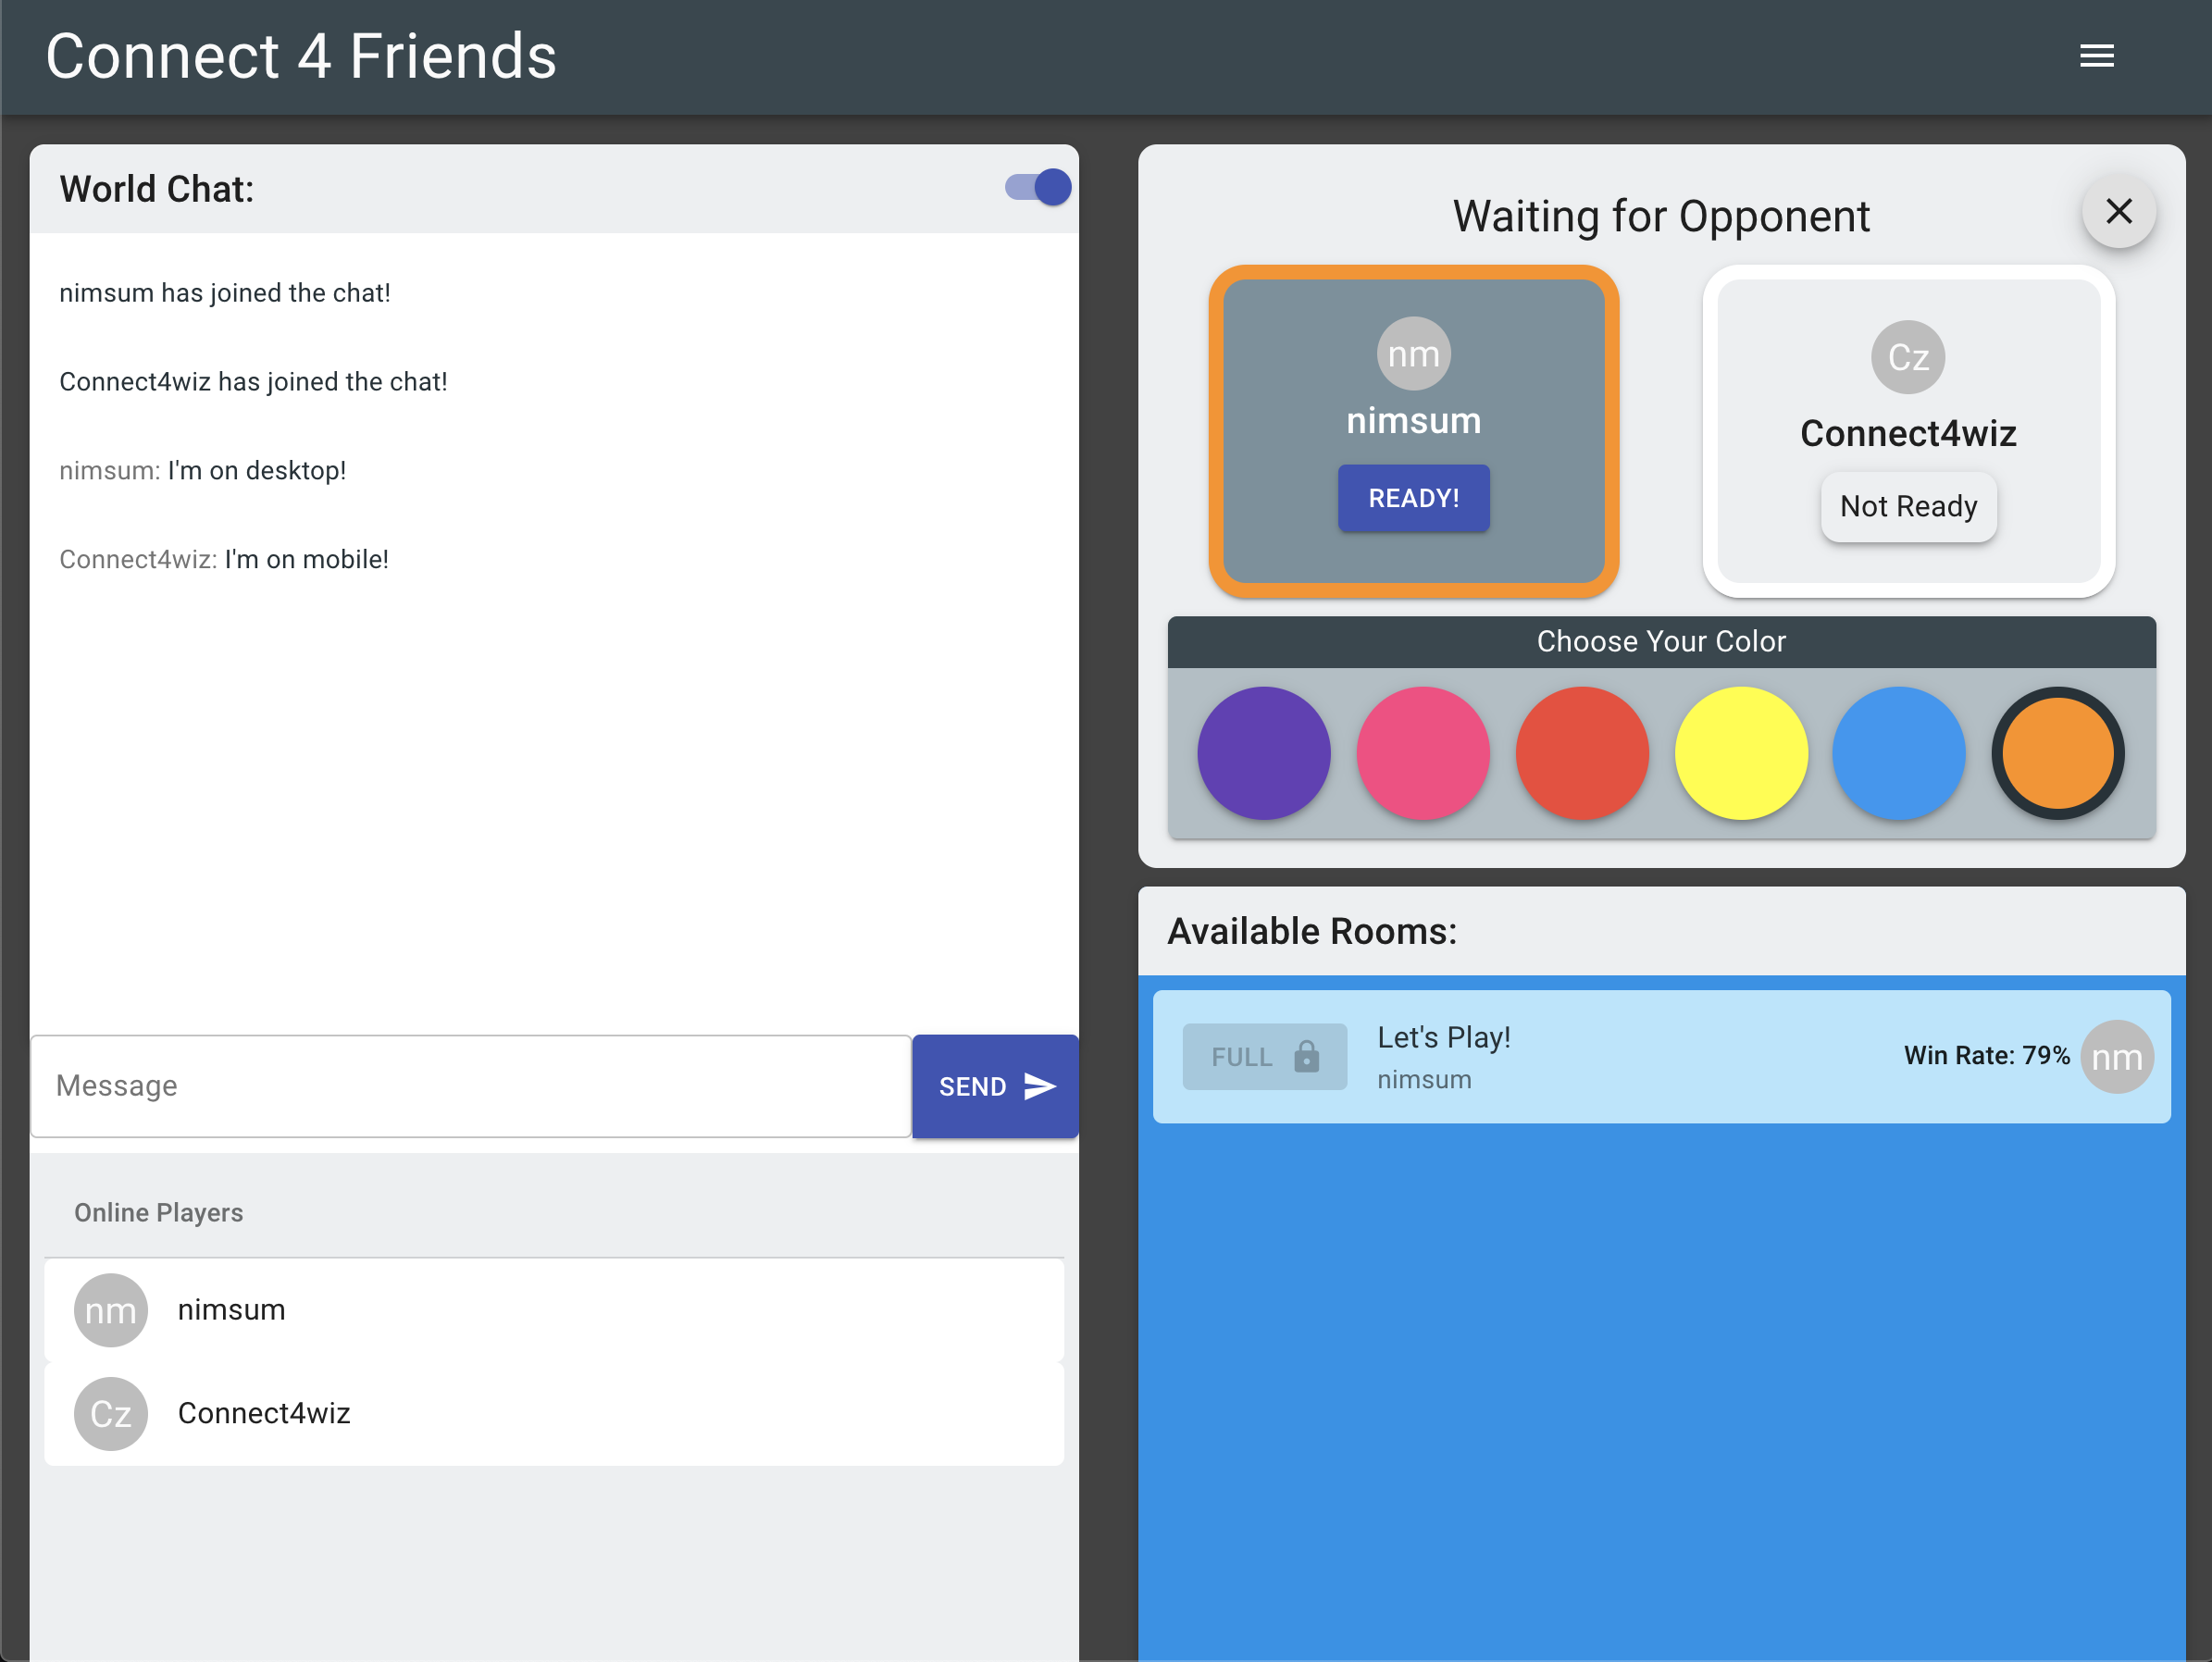 Connect 4 Friends
World Chat:
nimsum has joined the chat!
Connect4wiz has joined the chat!
nimsum: I'm on desktop!
Connect4wiz: I'm on mobile!
Message
SEND
Online Players
nm nimsum
Cz Connect4wiz
Waiting for Opponent
nm
nimsum
READY!
Cz
Connect4wiz
Not Ready
Choose Your Color
Available Rooms:
FULL
Let's Play!
nimsum
Win Rate: 79%
nm